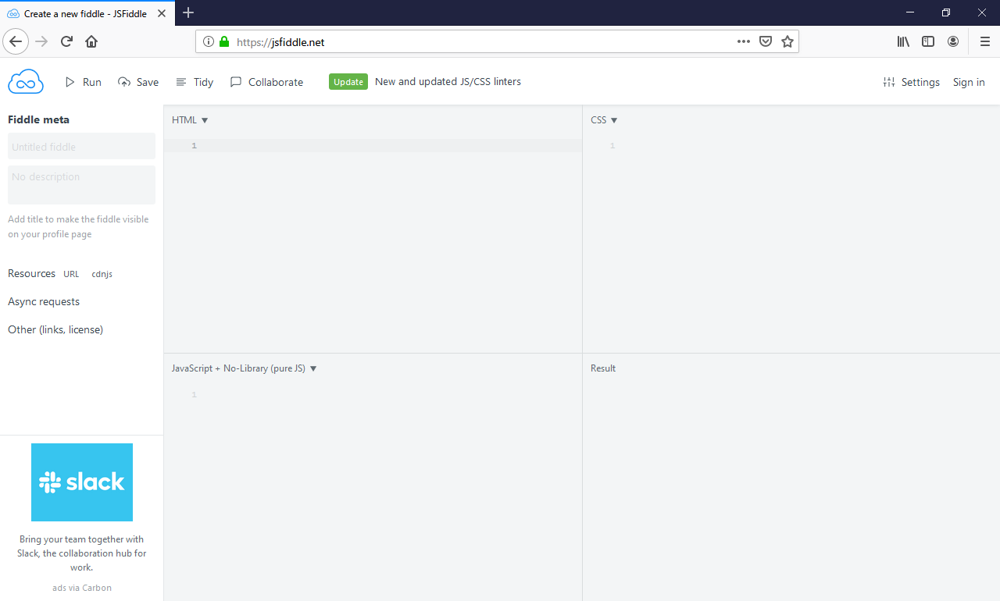 Create a new fiddle - JSFiddle
https://jsfiddle.net
Run Save Tidy Collaborate Update New and updated JS/CSS linters Settings Sign in
Fiddle meta
Untitled fiddle
No description
Add title to make the fiddle visible
on your profile page
Resources URL cdnjs
Async requests
Other (links, license)
slack
Bring your team together with
Slack, the collaboration hub for
work.
ads via Carbon
HTML ▼
1
CSS ▼
1
JavaScript + No-Library (pure JS) ▼
1
Result